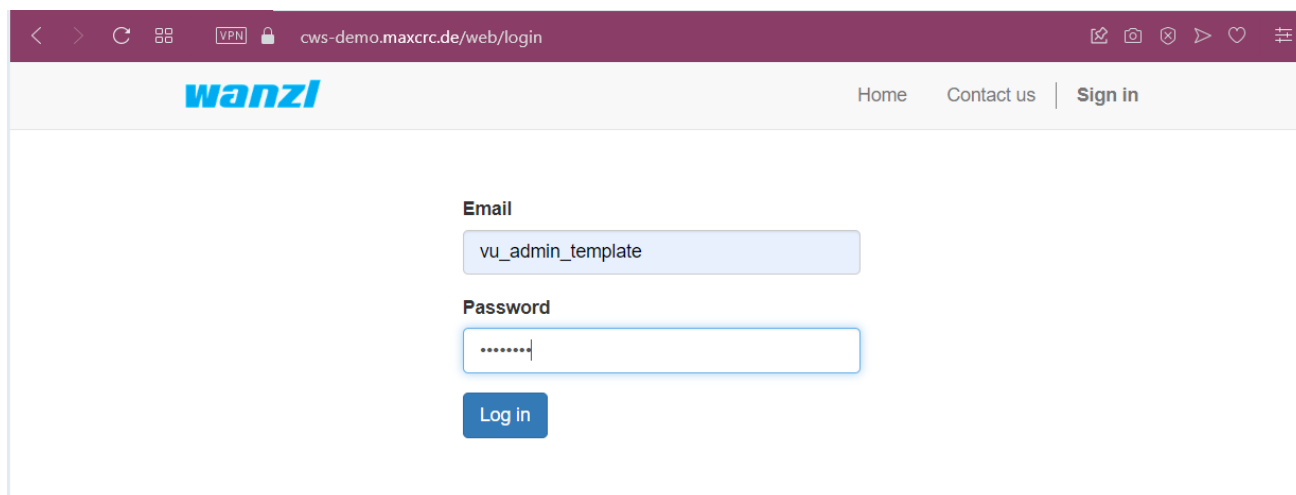 VPN cws-demo.maxcrc.de/web/login
wanzl Home Contact us Sign in
Email
vu_admin_template
Password
••••••••
Log in